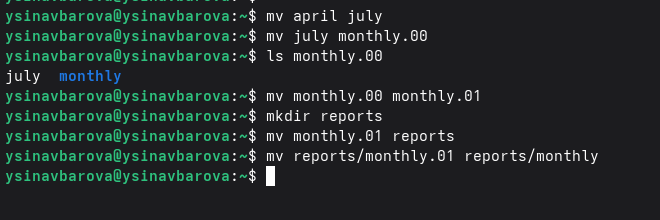 ysinavbarova@ysinavbarova:~$ mv april july
ysinavbarova@ysinavbarova:~$ mv july monthly.00
ysinavbarova@ysinavbarova:~$ ls monthly.00
july  monthly
ysinavbarova@ysinavbarova:~$ mv monthly.00 monthly.01
ysinavbarova@ysinavbarova:~$ mkdir reports
ysinavbarova@ysinavbarova:~$ mv monthly.01 reports
ysinavbarova@ysinavbarova:~$ mv reports/monthly.01 reports/monthly
ysinavbarova@ysinavbarova:~$